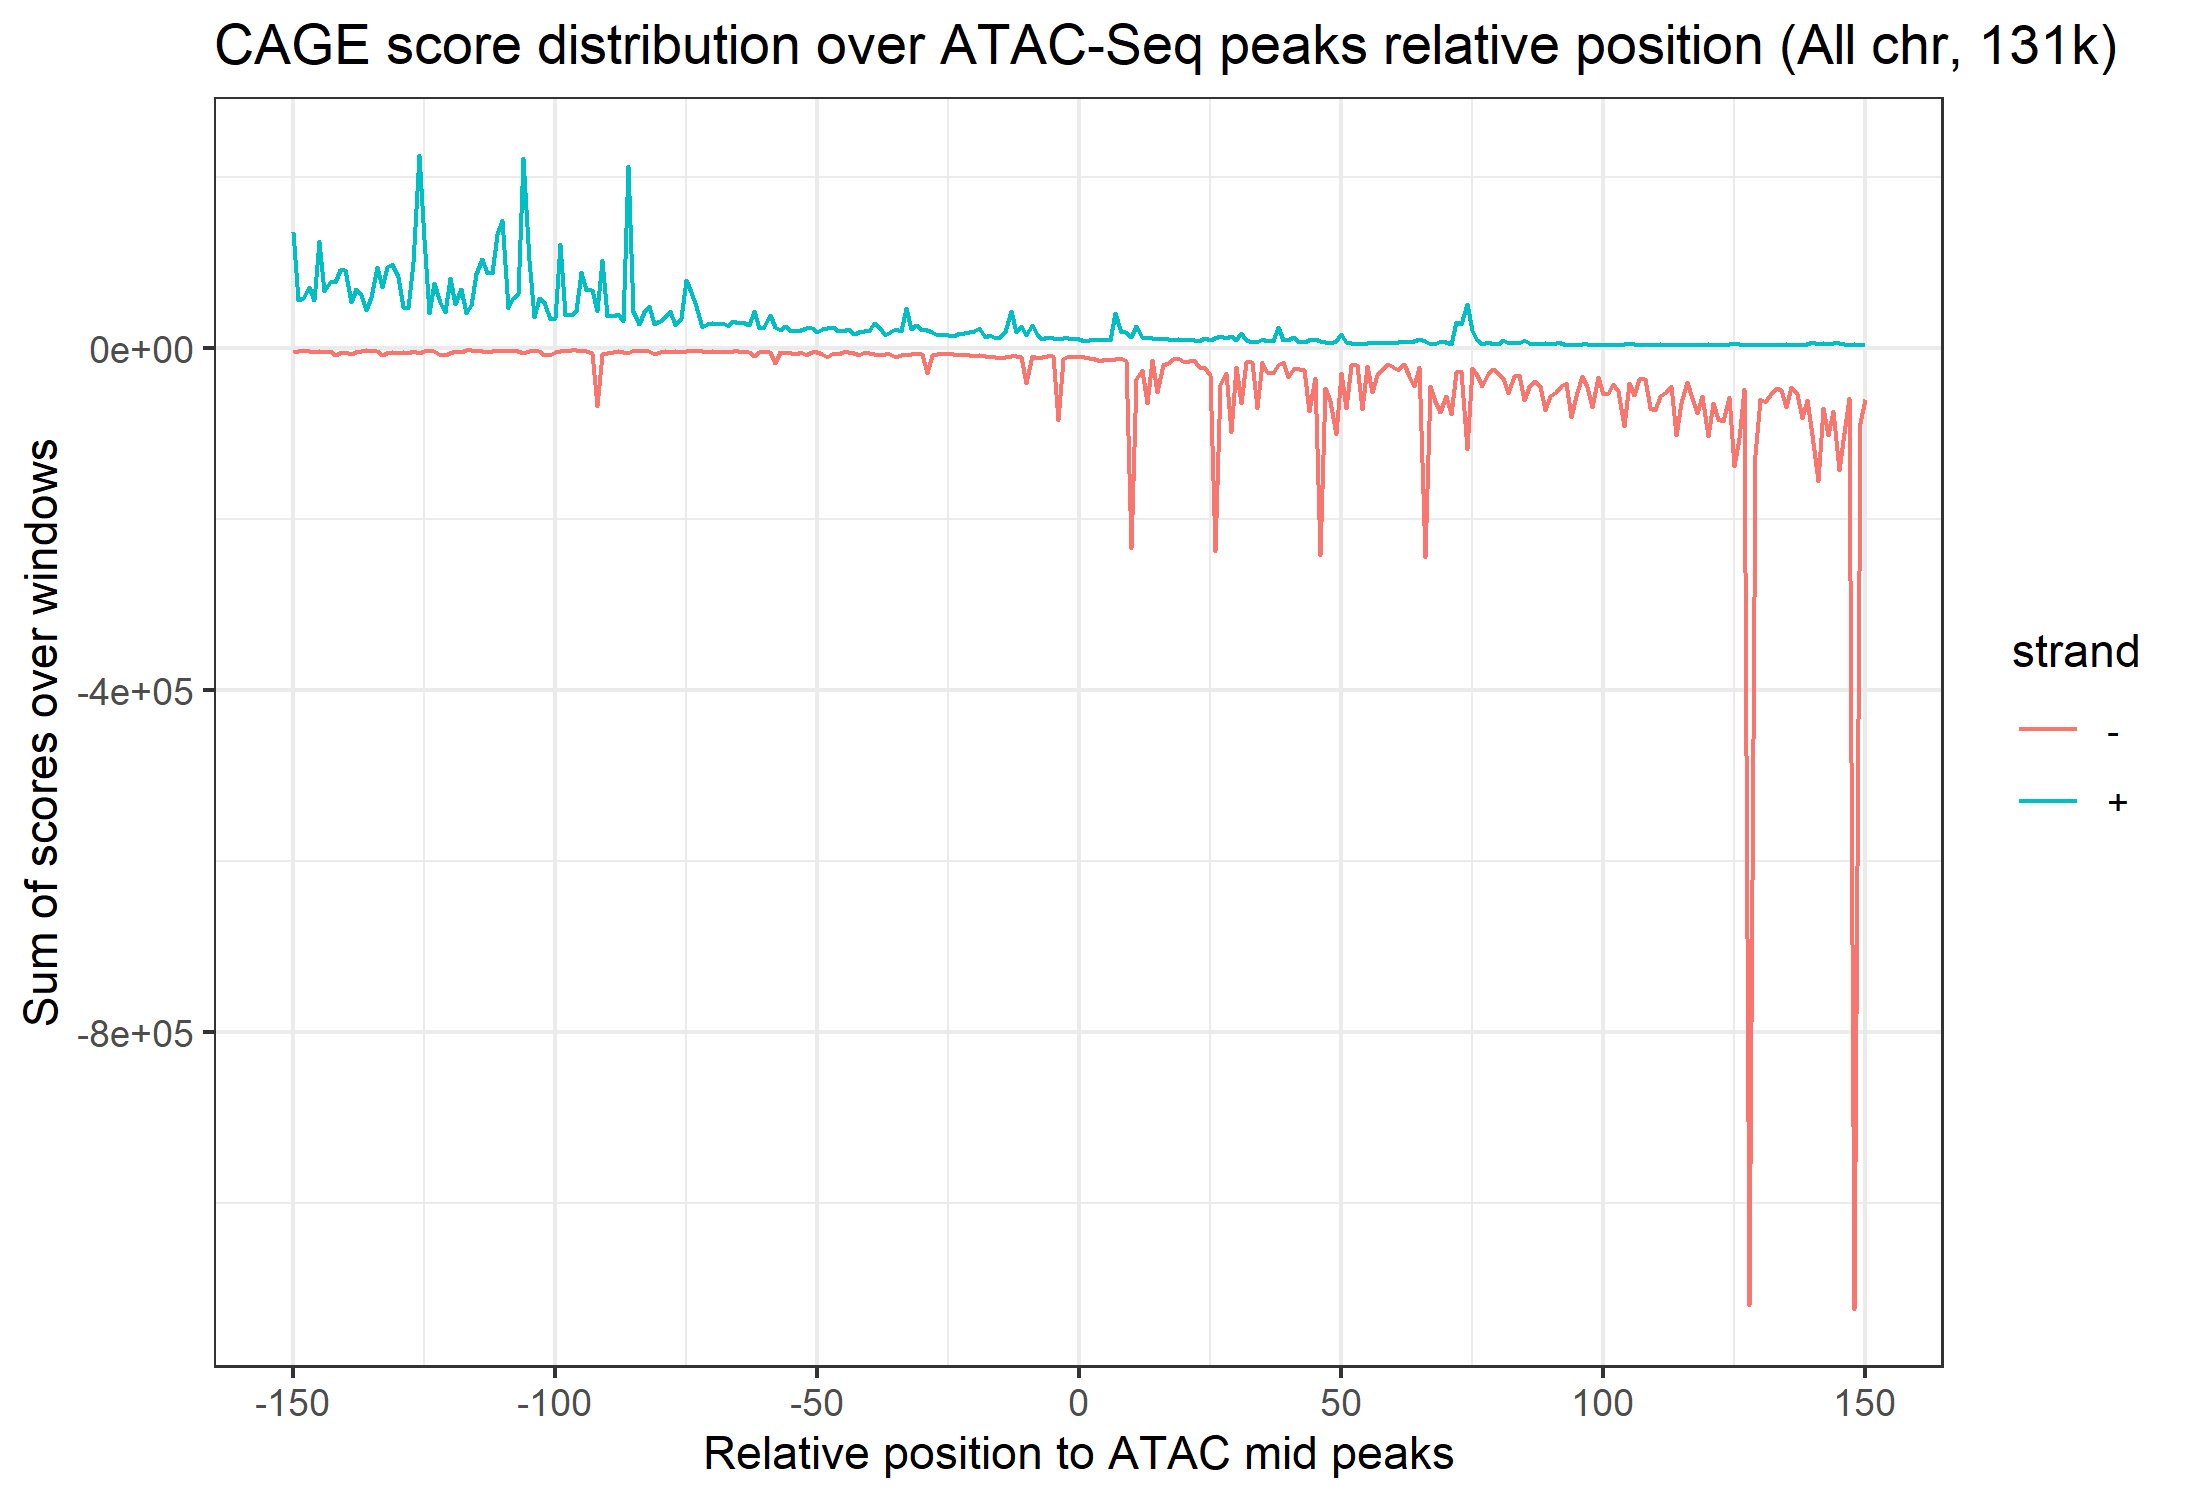 CAGE score distribution over ATAC-Seq peaks relative position (All chr, 131k)
Sum of scores over windows
0e+00
-4e+05
-8e+05
-150
-100
-50
0
50
100
150
Relative position to ATAC mid peaks
strand
-
+